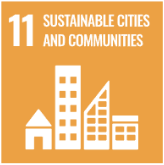 11 SUSTAINABLE CITIES
AND COMMUNITIES